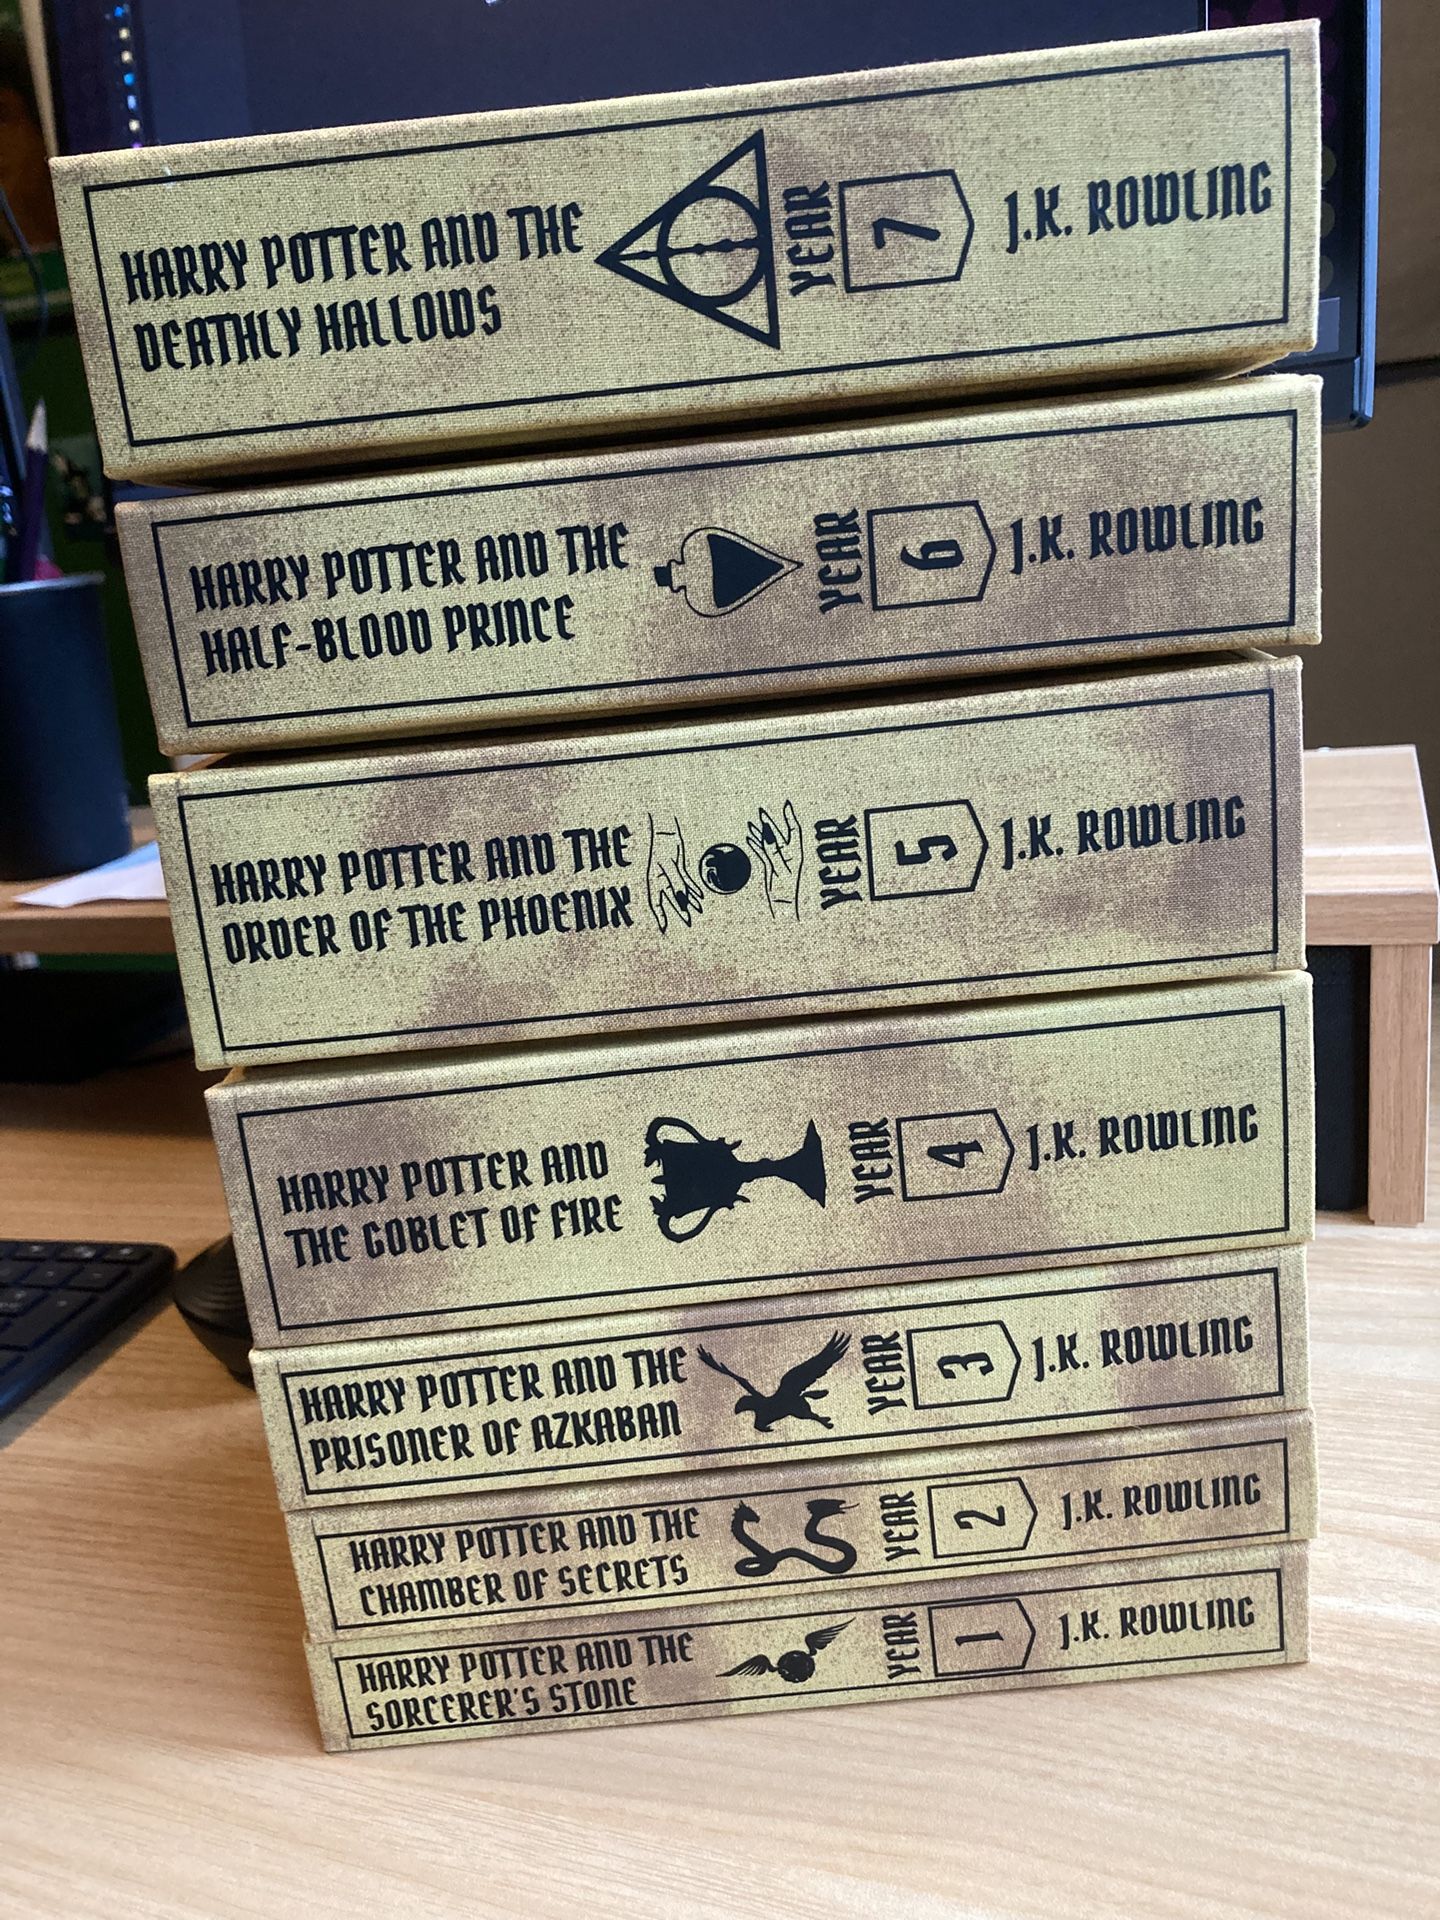 HARRY POTTER AND THE
DEATHLY HALLOWS
YEAR
7
J.K. ROWLING
HARRY POTTER AND THE
HALF-BLOOD PRINCE
YEAR
6
J.K. ROWLING
HARRY POTTER AND THE
ORDER OF THE PHOENIX
YEAR
5
J.K. ROWLING
HARRY POTTER AND
THE GOBLET OF FIRE
YEAR
4
J.K. ROWLING
HARRY POTTER AND THE
PRISONER OF AZKABAN
YEAR
3
J.K. ROWLING
HARRY POTTER AND THE
CHAMBER OF SECRETS
YEAR
2
J.K. ROWLING
HARRY POTTER AND THE
SORCERER'S STONE
YEAR
1
J.K. ROWLING